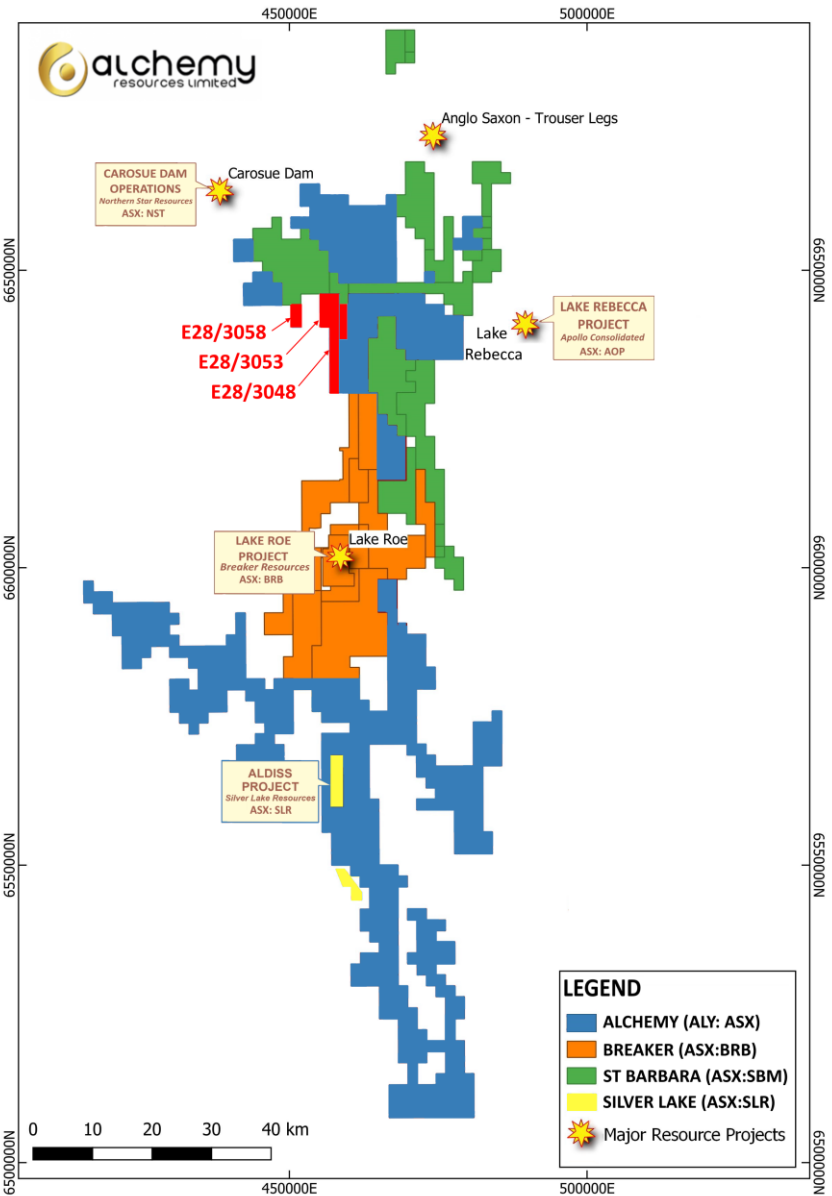 450000E
500000E
alchemy
resources limited
Anglo Saxon - Trouser Legs
CAROSUE DAM
OPERATIONS
Northern Star Resources
ASX: NST
Carosue Dam
6650000N
6650000N
LAKE REBECCA
PROJECT
Apollo Consolidated
ASX: AOP
Lake
Rebecca
E28/3058
E28/3053
E28/3048
LAKE ROE
PROJECT
Breaker Resources
ASX: BRB
Lake Roe
6600000N
6600000N
ALDISS
PROJECT
Silver Lake Resources
ASX: SLR
6550000N
6550000N
LEGEND
ALCHEMY (ALY: ASX)
BREAKER (ASX:BRB)
ST BARBARA (ASX:SBM)
SILVER LAKE (ASX:SLR)
Major Resource Projects
0 10 20 30 40 km
6500000N
6500000N
450000E
500000E